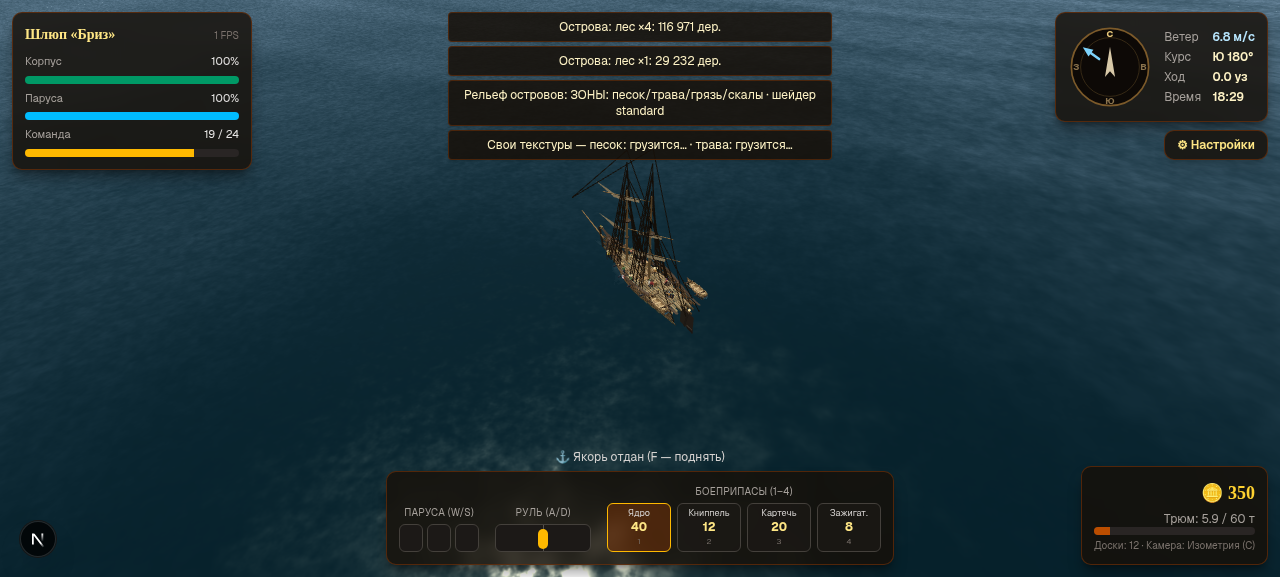 Шлюп «Бриз»
1 FPS
Корпус
100%
Паруса
100%
Команда
19 / 24
Острова: лес ×4: 116 971 дер.
Острова: лес ×1: 29 232 дер.
Рельеф островов: ЗОНЫ: песок/трава/грязь/скалы · шейдер
standard
Свои текстуры — песок: грузится… · трава: грузится…
С
З
В
Ю
Ветер 6.8 м/с
Курс Ю 180°
Ход 0.0 уз
Время 18:29
⚙ Настройки
⚓ Якорь отдан (F — поднять)
ПАРУСА (W/S)
РУЛЬ (A/D)
БОЕПРИПАСЫ (1–4)
Ядро
40
1
Книппель
12
2
Картечь
20
3
Зажигат.
8
4
🪙 350
Трюм: 5.9 / 60 т
Доски: 12 · Камера: Изометрия (C)
N